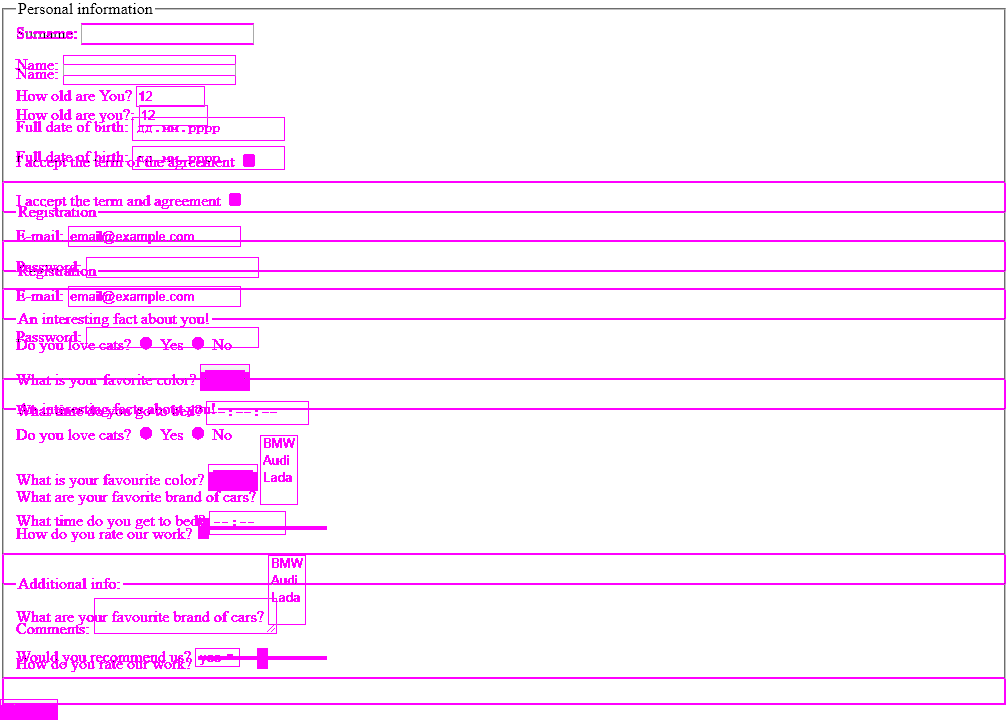 Personal information
Surname:
Name:
Name:
How old are You? 12
How old are you?: 12
Full date of birth:
Full date of birth:
I accept the term of the agreement
I accept the term and agreement
Registration
E-mail: email@example.com
Password:
Registration
E-mail: email@example.com
An interesting fact about you!
Password:
Do you love cats? Yes No
What is your favorite color?
An interesting facts about you!
What time do you go to bed? --:--:--
Do you love cats? Yes No
BMW
Audi
Lada
What is your favourite color?
What are your favorite brand of cars?
What time do you get to bed? --:--
How do you rate our work?
BMW
Audi
Lada
Additional info:
What are your favourite brand of cars?
Comments:
Would you recommend us? yes
How do you rate our work?